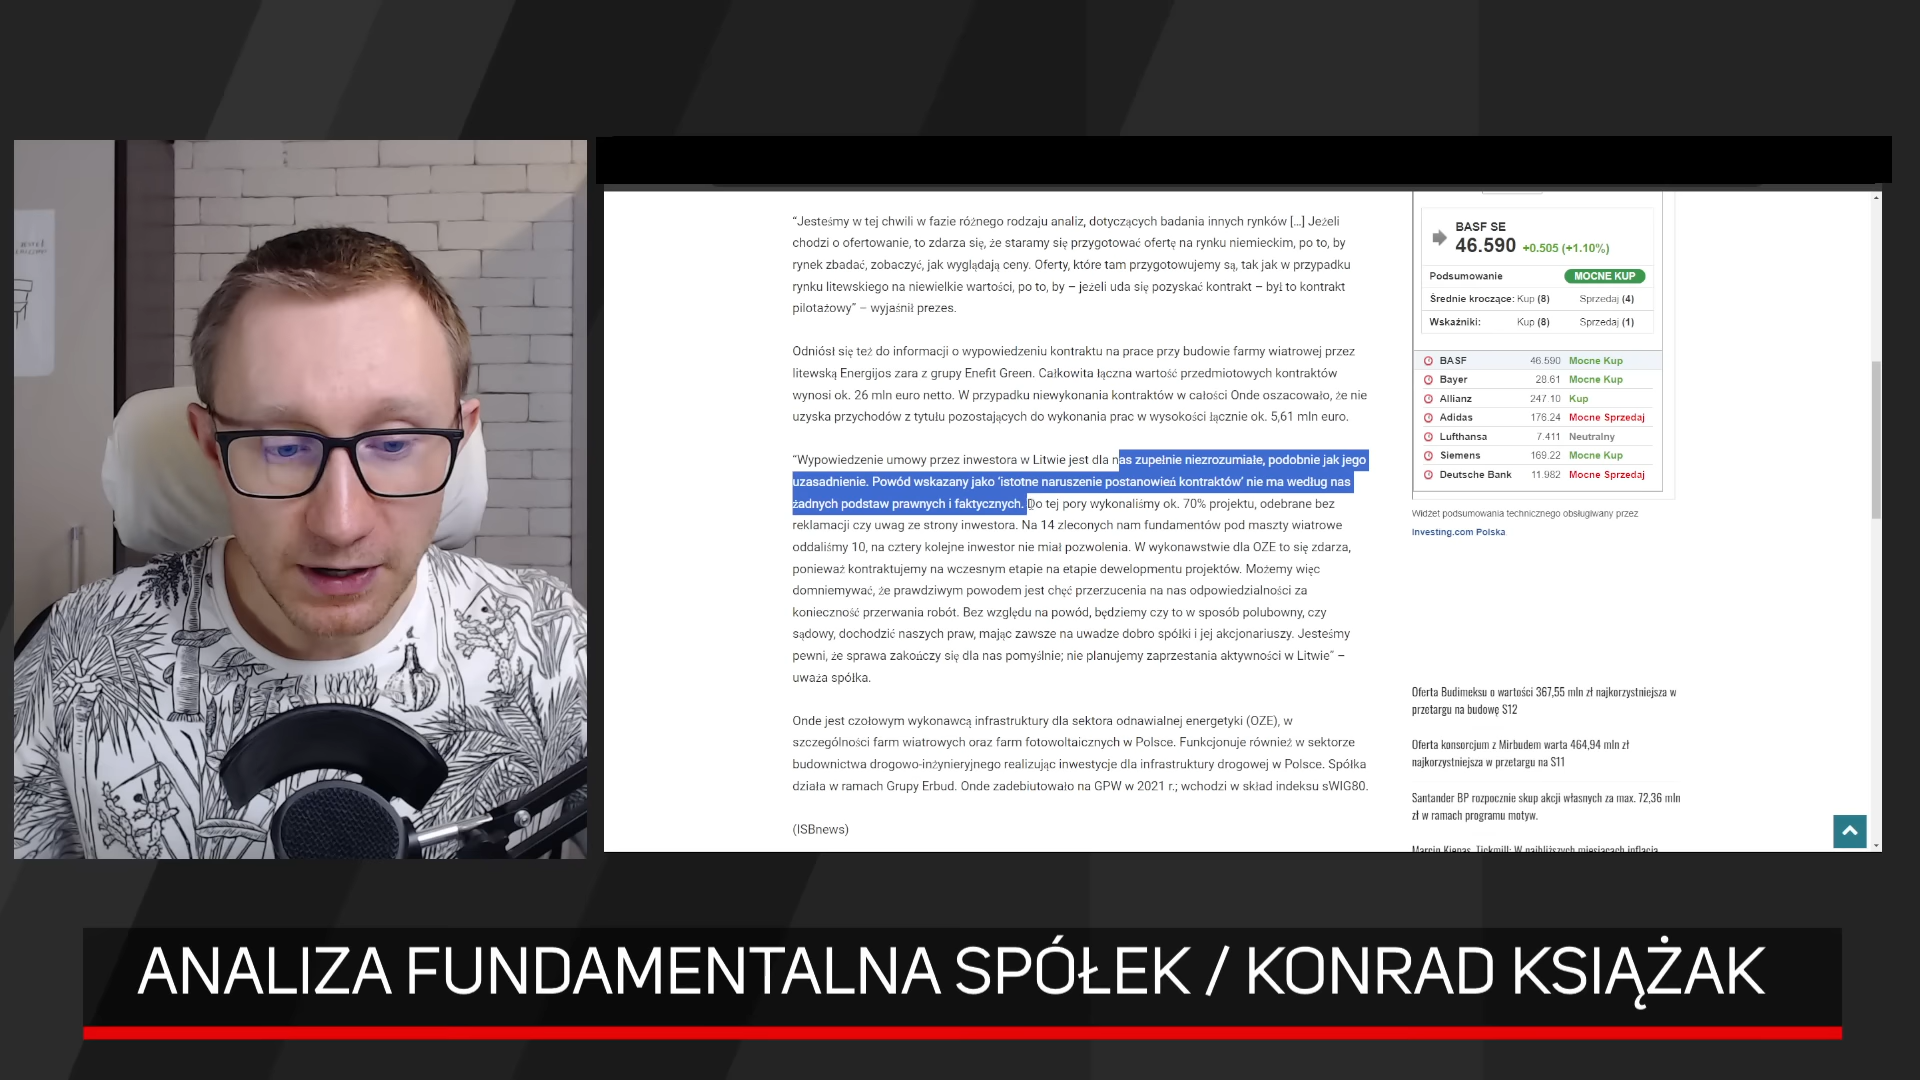 “Jesteśmy w tej chwili w fazie różnego rodzaju analiz, dotyczących badania innych rynków [...] Jeżeli
chodzi o ofertowanie, to zdarza się, że staramy się przygotować ofertę na rynku niemieckim, po to, by
rynek zbadać, zobaczyć, jak wyglądają ceny. Oferty, które tam przygotowujemy są, tak jak w przypadku
rynku litewskiego na niewielkie wartości, po to, by – jeżeli uda się pozyskać kontrakt – był to kontrakt
pilotażowy” – wyjaśnił prezes.
Odniósł się też do informacji o wypowiedzeniu kontraktu na prace przy budowie farmy wiatrowej przez
litewską Energijos zara z grupy Enefit Green. Całkowita łączna wartość przedmiotowych kontraktów
wynosi ok. 26 mln euro netto. W przypadku niewykonania kontraktów w całości Onde oszacowało, że nie
uzyska przychodów z tytułu pozostających do wykonania prac w wysokości łącznie ok. 5,61 mln euro.
“Wypowiedzenie umowy przez inwestora w Litwie jest dla nas zupełnie niezrozumiałe, podobnie jak jego
uzasadnienie. Powód wskazany jako ‘istotne naruszenie postanowień kontraktów’ nie ma według nas
żadnych podstaw prawnych i faktycznych. Do tej pory wykonaliśmy ok. 70% projektu, odebrane bez
reklamacji czy uwag ze strony inwestora. Na 14 zleconych nam fundamentów pod maszty wiatrowe
oddaliśmy 10, na cztery kolejne inwestor nie miał pozwolenia. W wykonawstwie dla OZE to się zdarza,
ponieważ kontraktujemy na wczesnym etapie na etapie dewelopmentu projektów. Możemy więc
domniemywać, że prawdziwym powodem jest chęć przerzucenia na nas odpowiedzialności za
konieczność przerwania robót. Bez względu na powód, będziemy czy to w sposób polubowny, czy
sądowy, dochodzić naszych praw, mając zawsze na uwadze dobro spółki i jej akcjonariuszy. Jesteśmy
pewni, że sprawa zakończy się dla nas pomyślnie; nie planujemy zaprzestania aktywności w Litwie” –
uważa spółka.
Onde jest czołowym wykonawcą infrastruktury dla sektora odnawialnej energetyki (OZE), w
szczególności farm wiatrowych oraz farm fotowoltaicznych w Polsce. Funkcjonuje również w sektorze
budownictwa drogowo-inżynieryjnego realizując inwestycje dla infrastruktury drogowej w Polsce. Spółka
działa w ramach Grupy Erbud. Onde zadebiutowało na GPW w 2021 r.; wchodzi w skład indeksu sWIG80.
(ISBnews)
BASF SE
46.590 +0.505 (+1.10%)
Podsumowanie MOCNE KUP
Średnie kroczące: Kup (8) Sprzedaj (4)
Wskaźniki: Kup (8) Sprzedaj (1)
BASF 46.590 Mocne Kup
Bayer 28.61 Mocne Kup
Allianz 247.10 Kup
Adidas 176.24 Mocne Sprzedaj
Lufthansa 7.411 Neutralny
Siemens 169.22 Mocne Kup
Deutsche Bank 11.982 Mocne Sprzedaj
Widżet podsumowania technicznego obsługiwany przez
Investing.com Polska.
Oferta Budimeksu o wartości 367,55 mln zł najkorzystniejsza w
przetargu na budowę S12
Oferta konsorcjum z Mirbudem warta 464,94 mln zł
najkorzystniejsza w przetargu na S11
Santander BP rozpocznie skup akcji własnych za max. 72,36 mln
zł w ramach programu motyw.
Marcin Kiepas, Tickmill: W najbliższych miesiącach inflacja
ANALIZA FUNDAMENTALNA SPÓŁEK / KONRAD KSIĄŻAK